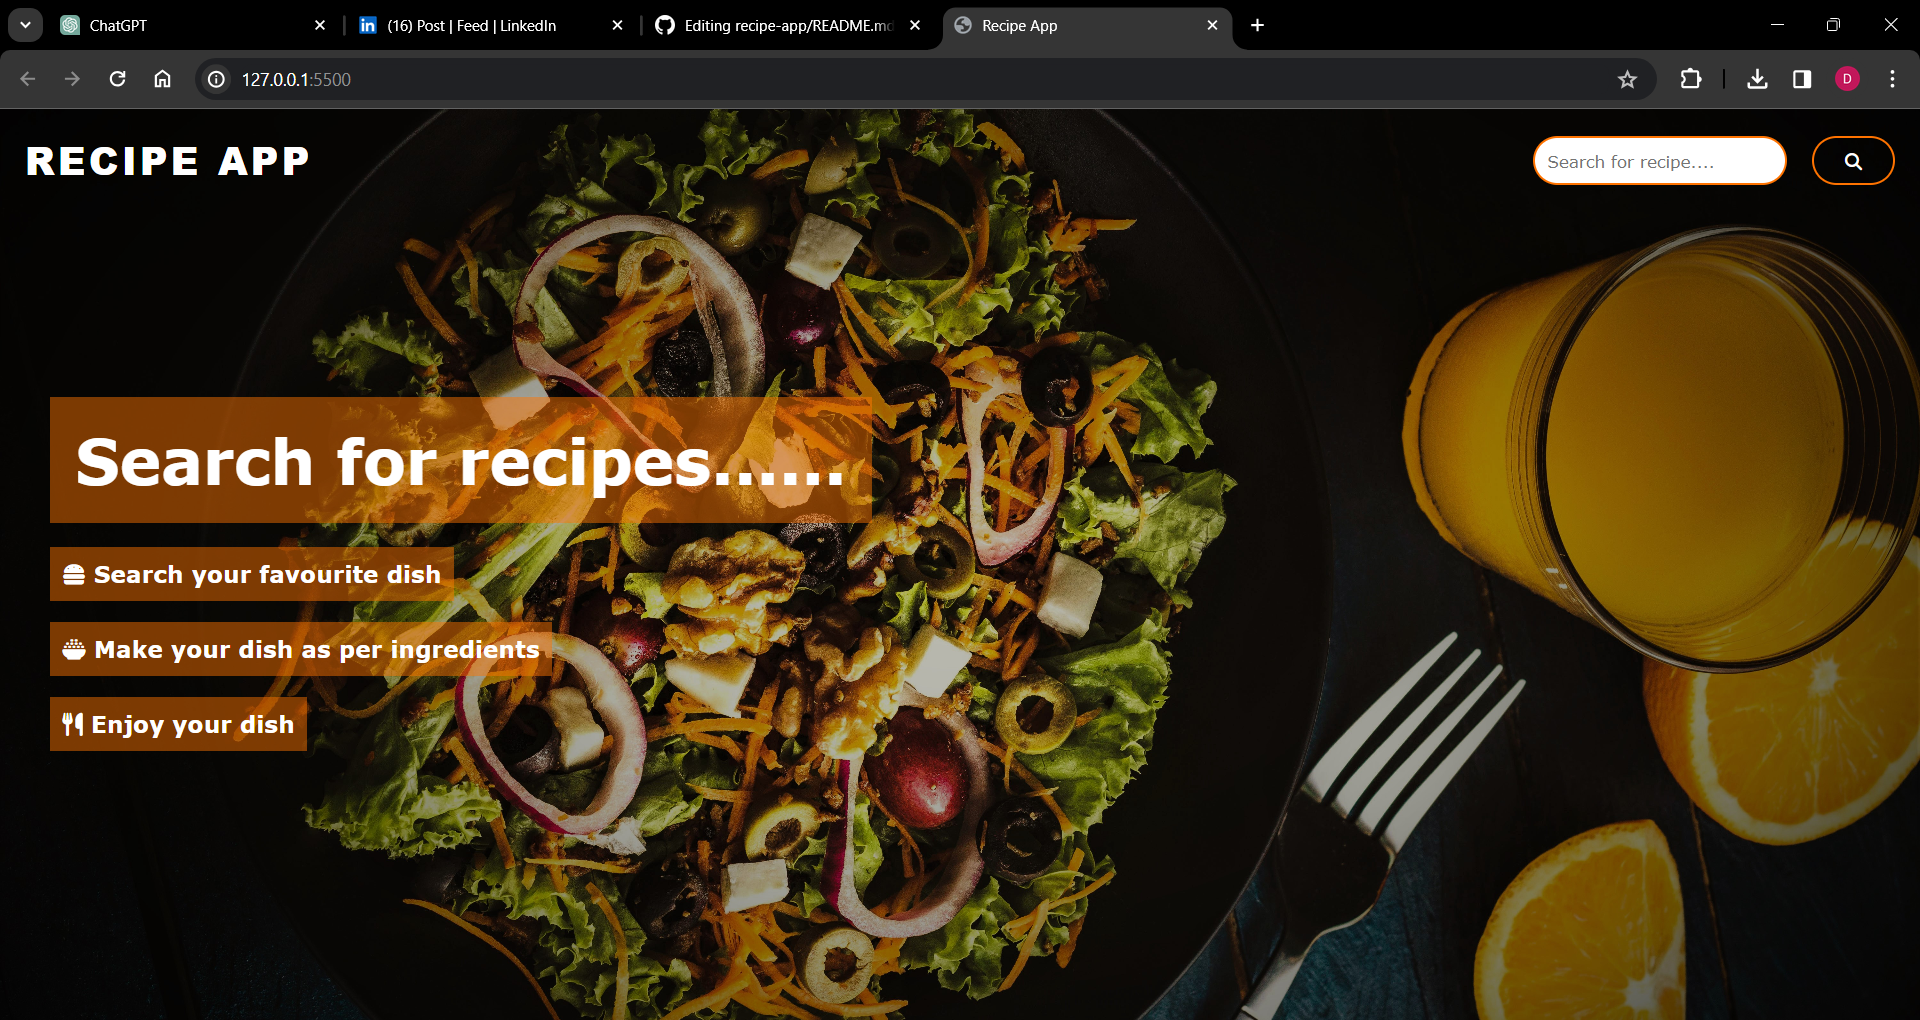 ChatGPT
(16) Post | Feed | LinkedIn
Editing recipe-app/README.md
Recipe App
127.0.0.1:5500
D
RECIPE APP
Search for recipe....
Search for recipes......
Search your favourite dish
Make your dish as per ingredients
Enjoy your dish